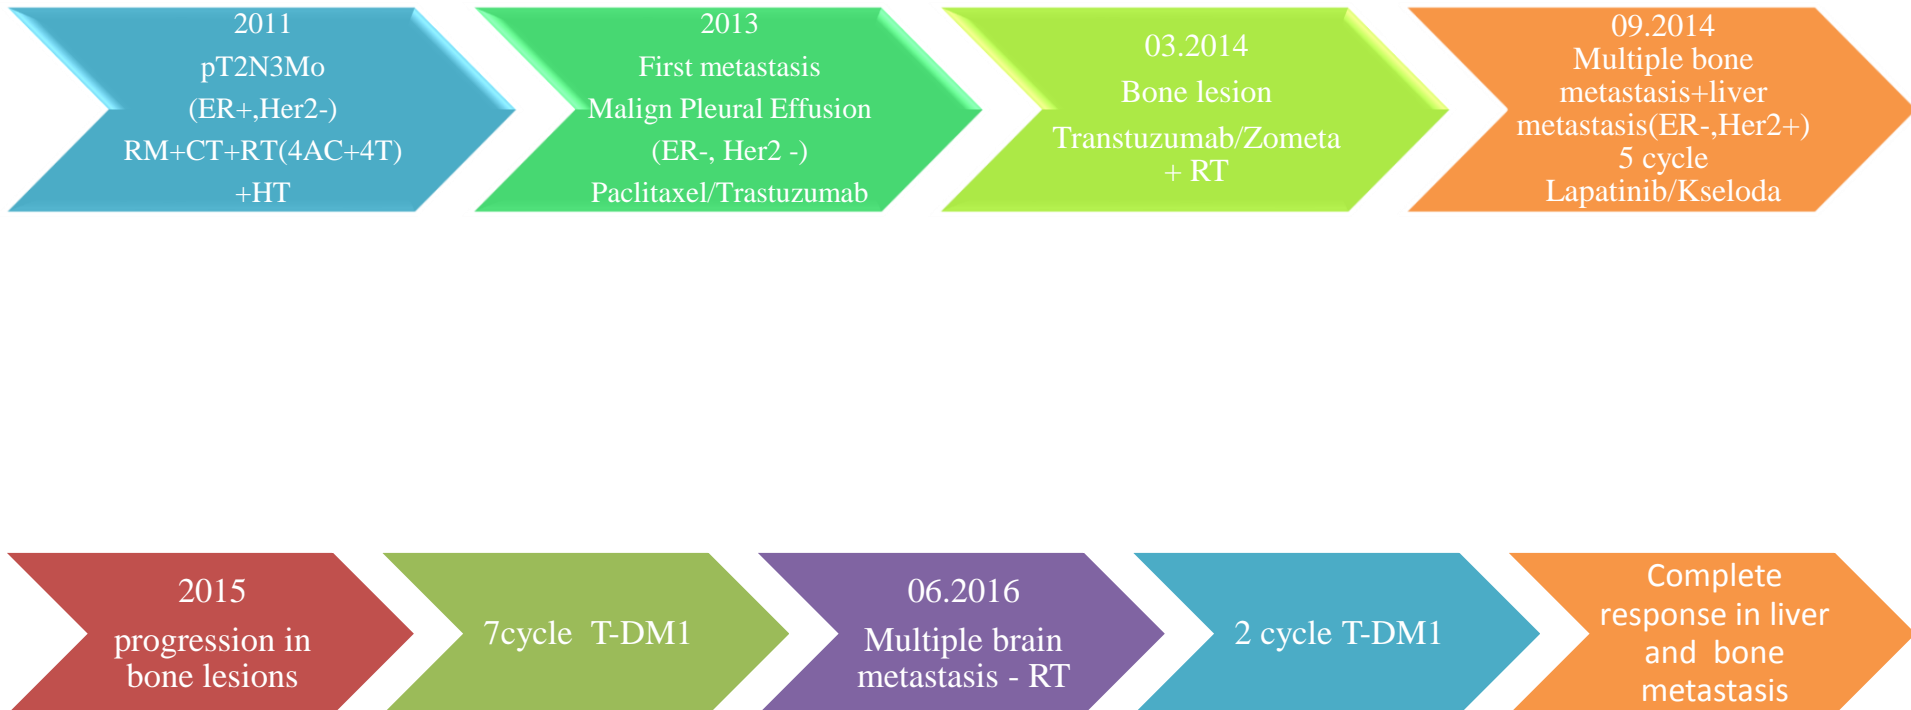 2011
pT2N3Mo
(ER+,Her2-)
RM+CT+RT(4AC+4T)
+HT
2013
First metastasis
Malign Pleural Effusion
(ER-, Her2 -)
Paclitaxel/Trastuzumab
03.2014
Bone lesion
Transtuzumab/Zometa
+ RT
09.2014
Multiple bone
metastasis+liver
metastasis(ER-,Her2+)
5 cycle
Lapatinib/Kseloda
2015
progression in
bone lesions
7cycle T-DM1
06.2016
Multiple brain
metastasis - RT
2 cycle T-DM1
Complete
response in liver
and bone
metastasis